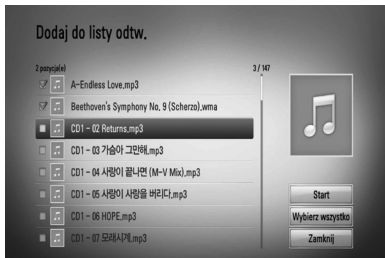 Dodaj do listy odtw.
2 pozycja(e)
3 / 147
A-Endless Love.mp3
Beethoven's Symphony No. 9 (Scherzo).wma
CD1 - 02 Returns.mp3
CD1 - 03 가슴아 그만해.mp3
CD1 - 04 사랑이 끝나면 (M-V Mix).mp3
CD1 - 05 사랑이 사랑을 버리다.mp3
CD1 - 06 HOPE.mp3
CD1 - 07 모래시계.mp3
Start
Wybierz wszystko
Zamknij